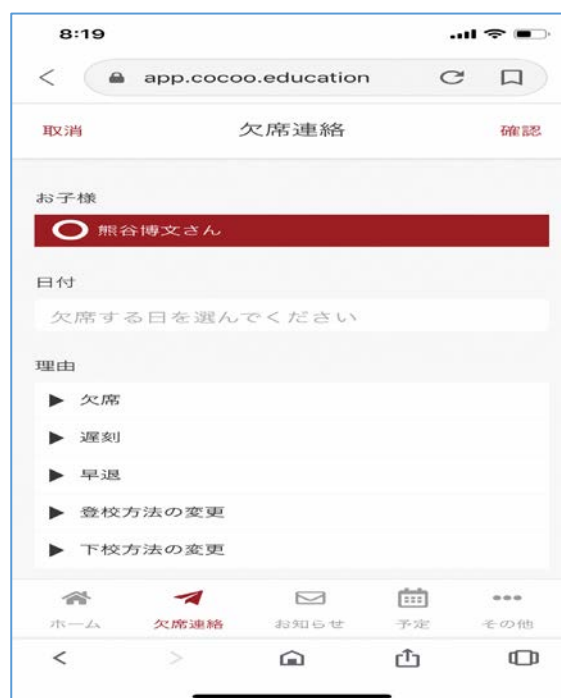 8:19
app.cocoo.education
取消
欠席連絡
確認
お子様
熊谷博文さん
日付
欠席する日を選んでください
理由
▶ 欠席
▶ 遅刻
▶ 早退
▶ 登校方法の変更
▶ 下校方法の変更
ホーム
欠席連絡
お知らせ
予定
その他